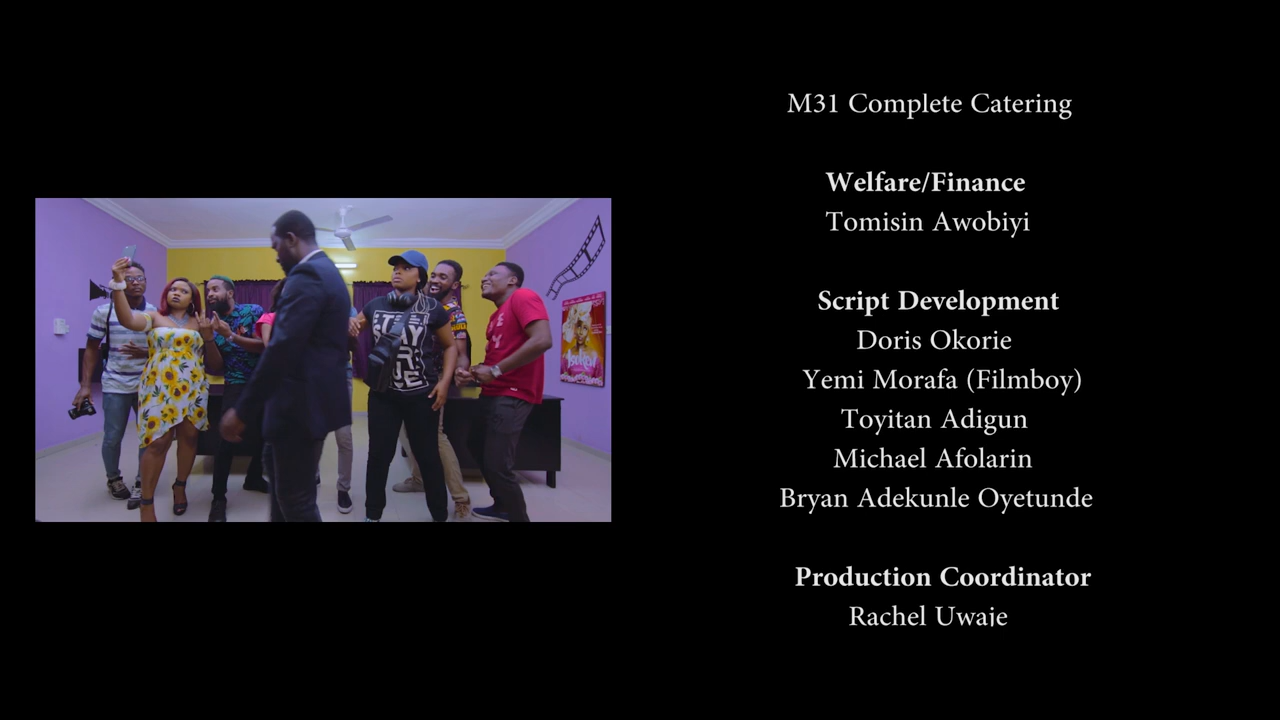 M31 Complete Catering
Welfare/Finance
Tomisin Awobiyi
Script Development
Doris Okorie
Yemi Morafa (Filmboy)
Toyitan Adigun
Michael Afolarin
Bryan Adekunle Oyetunde
Production Coordinator
Rachel Uwaje
STAY